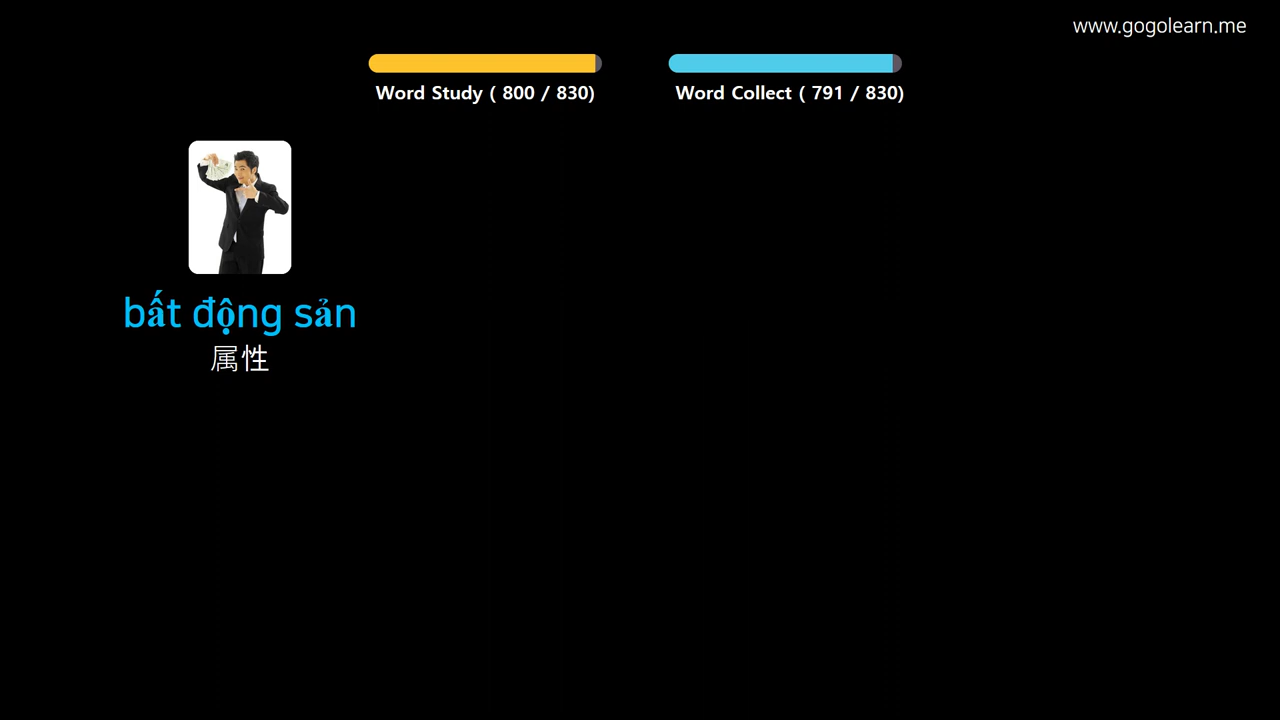 www.gogolearn.me
Word Study ( 800 / 830)
Word Collect ( 791 / 830)
bất động sản
属性